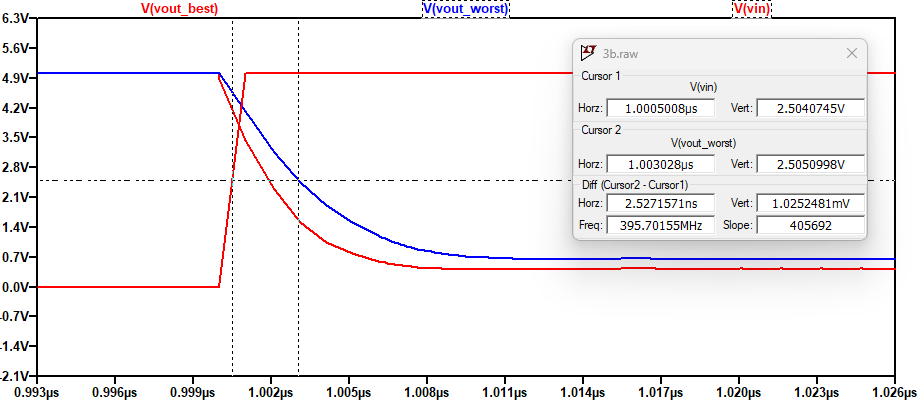 V(vout_best) V(vout_worst) V(vin)
6.3V
5.6V
4.9V
4.2V
3.5V
2.8V
2.1V
1.4V
0.7V
0.0V
-0.7V
-1.4V
-2.1V
0.993µs 0.996µs 0.999µs 1.002µs 1.005µs 1.008µs 1.011µs 1.014µs 1.017µs 1.020µs 1.023µs 1.026µs
3b.raw
Cursor 1
V(vin)
Horz: 1.0005008µs Vert: 2.5040745V
Cursor 2
V(vout_worst)
Horz: 1.003028µs Vert: 2.5050998V
Diff (Cursor2 - Cursor1)
Horz: 2.5271571ns Vert: 1.0252481mV
Freq: 395.70155MHz Slope: 405692